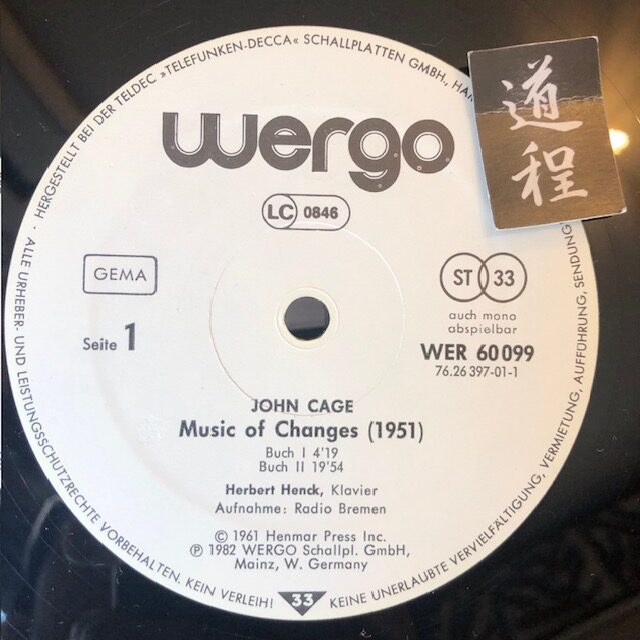 · HERGESTELLT BEI DER TELDEC »TELEFUNKEN-DECCA« SCHALLPLATTEN GMBH.,
道程
wergo
LC 0846
GEMA
ST 33
auch mono
abspielbar
Seite 1
WER 60099
76.26 397-01-1
JOHN CAGE
Music of Changes (1951)
Buch I 4'19
Buch II 19'54
Herbert Henck, Klavier
Aufnahme: Radio Bremen
© 1961 Henmar Press Inc.
℗ 1982 WERGO Schallpl. GmbH,
Mainz, W. Germany
· ALLE URHEBER- UND LEISTUNGSSCHUTZRECHTE VORBEHALTEN. KEIN VERLEIH!
33
KEINE UNERLAUBTE VERVIELFÄLTIGUNG, VERMIETUNG, AUFFÜHRUNG, SENDUNG